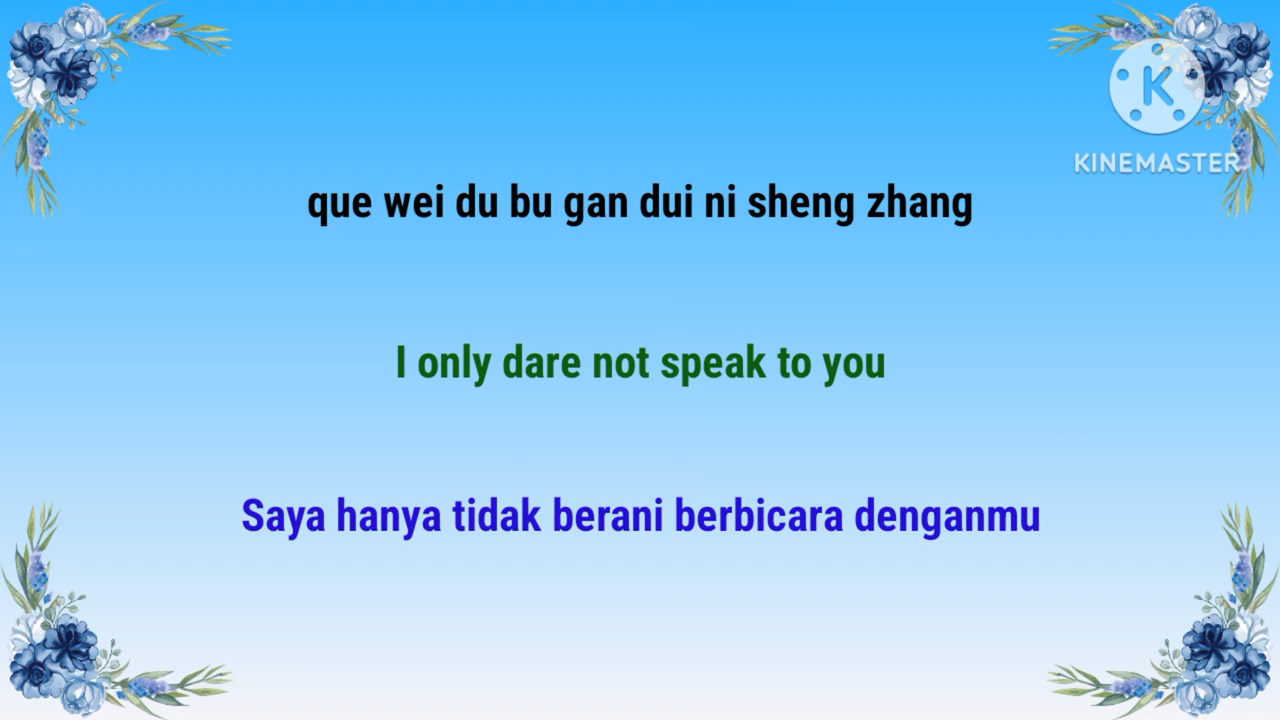 KINEMASTER
que wei du bu gan dui ni sheng zhang
I only dare not speak to you
Saya hanya tidak berani berbicara denganmu